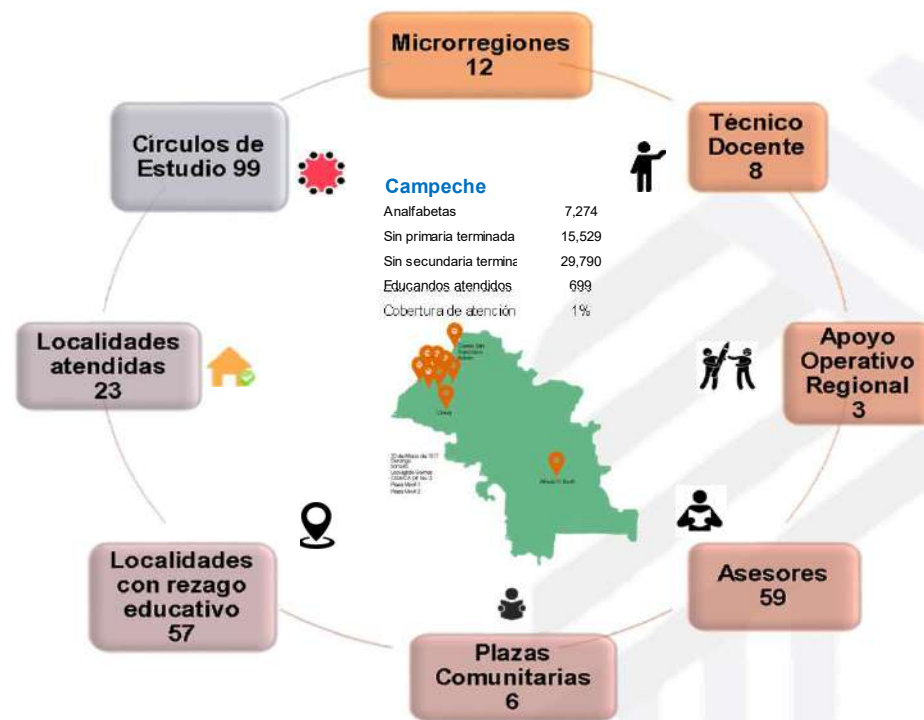 Microrregiones
12
Técnico
Docente
8
Apoyo
Operativo
Regional
3
Asesores
59
Plazas
Comunitarias
6
Localidades
con rezago
educativo
57
Localidades
atendidas
23
Círculos de
Estudio 99
Campeche
Analfabetas 7,274
Sin primaria terminada 15,529
Sin secundaria termina 29,790
Educandos atendidos 699
Cobertura de atención 1%